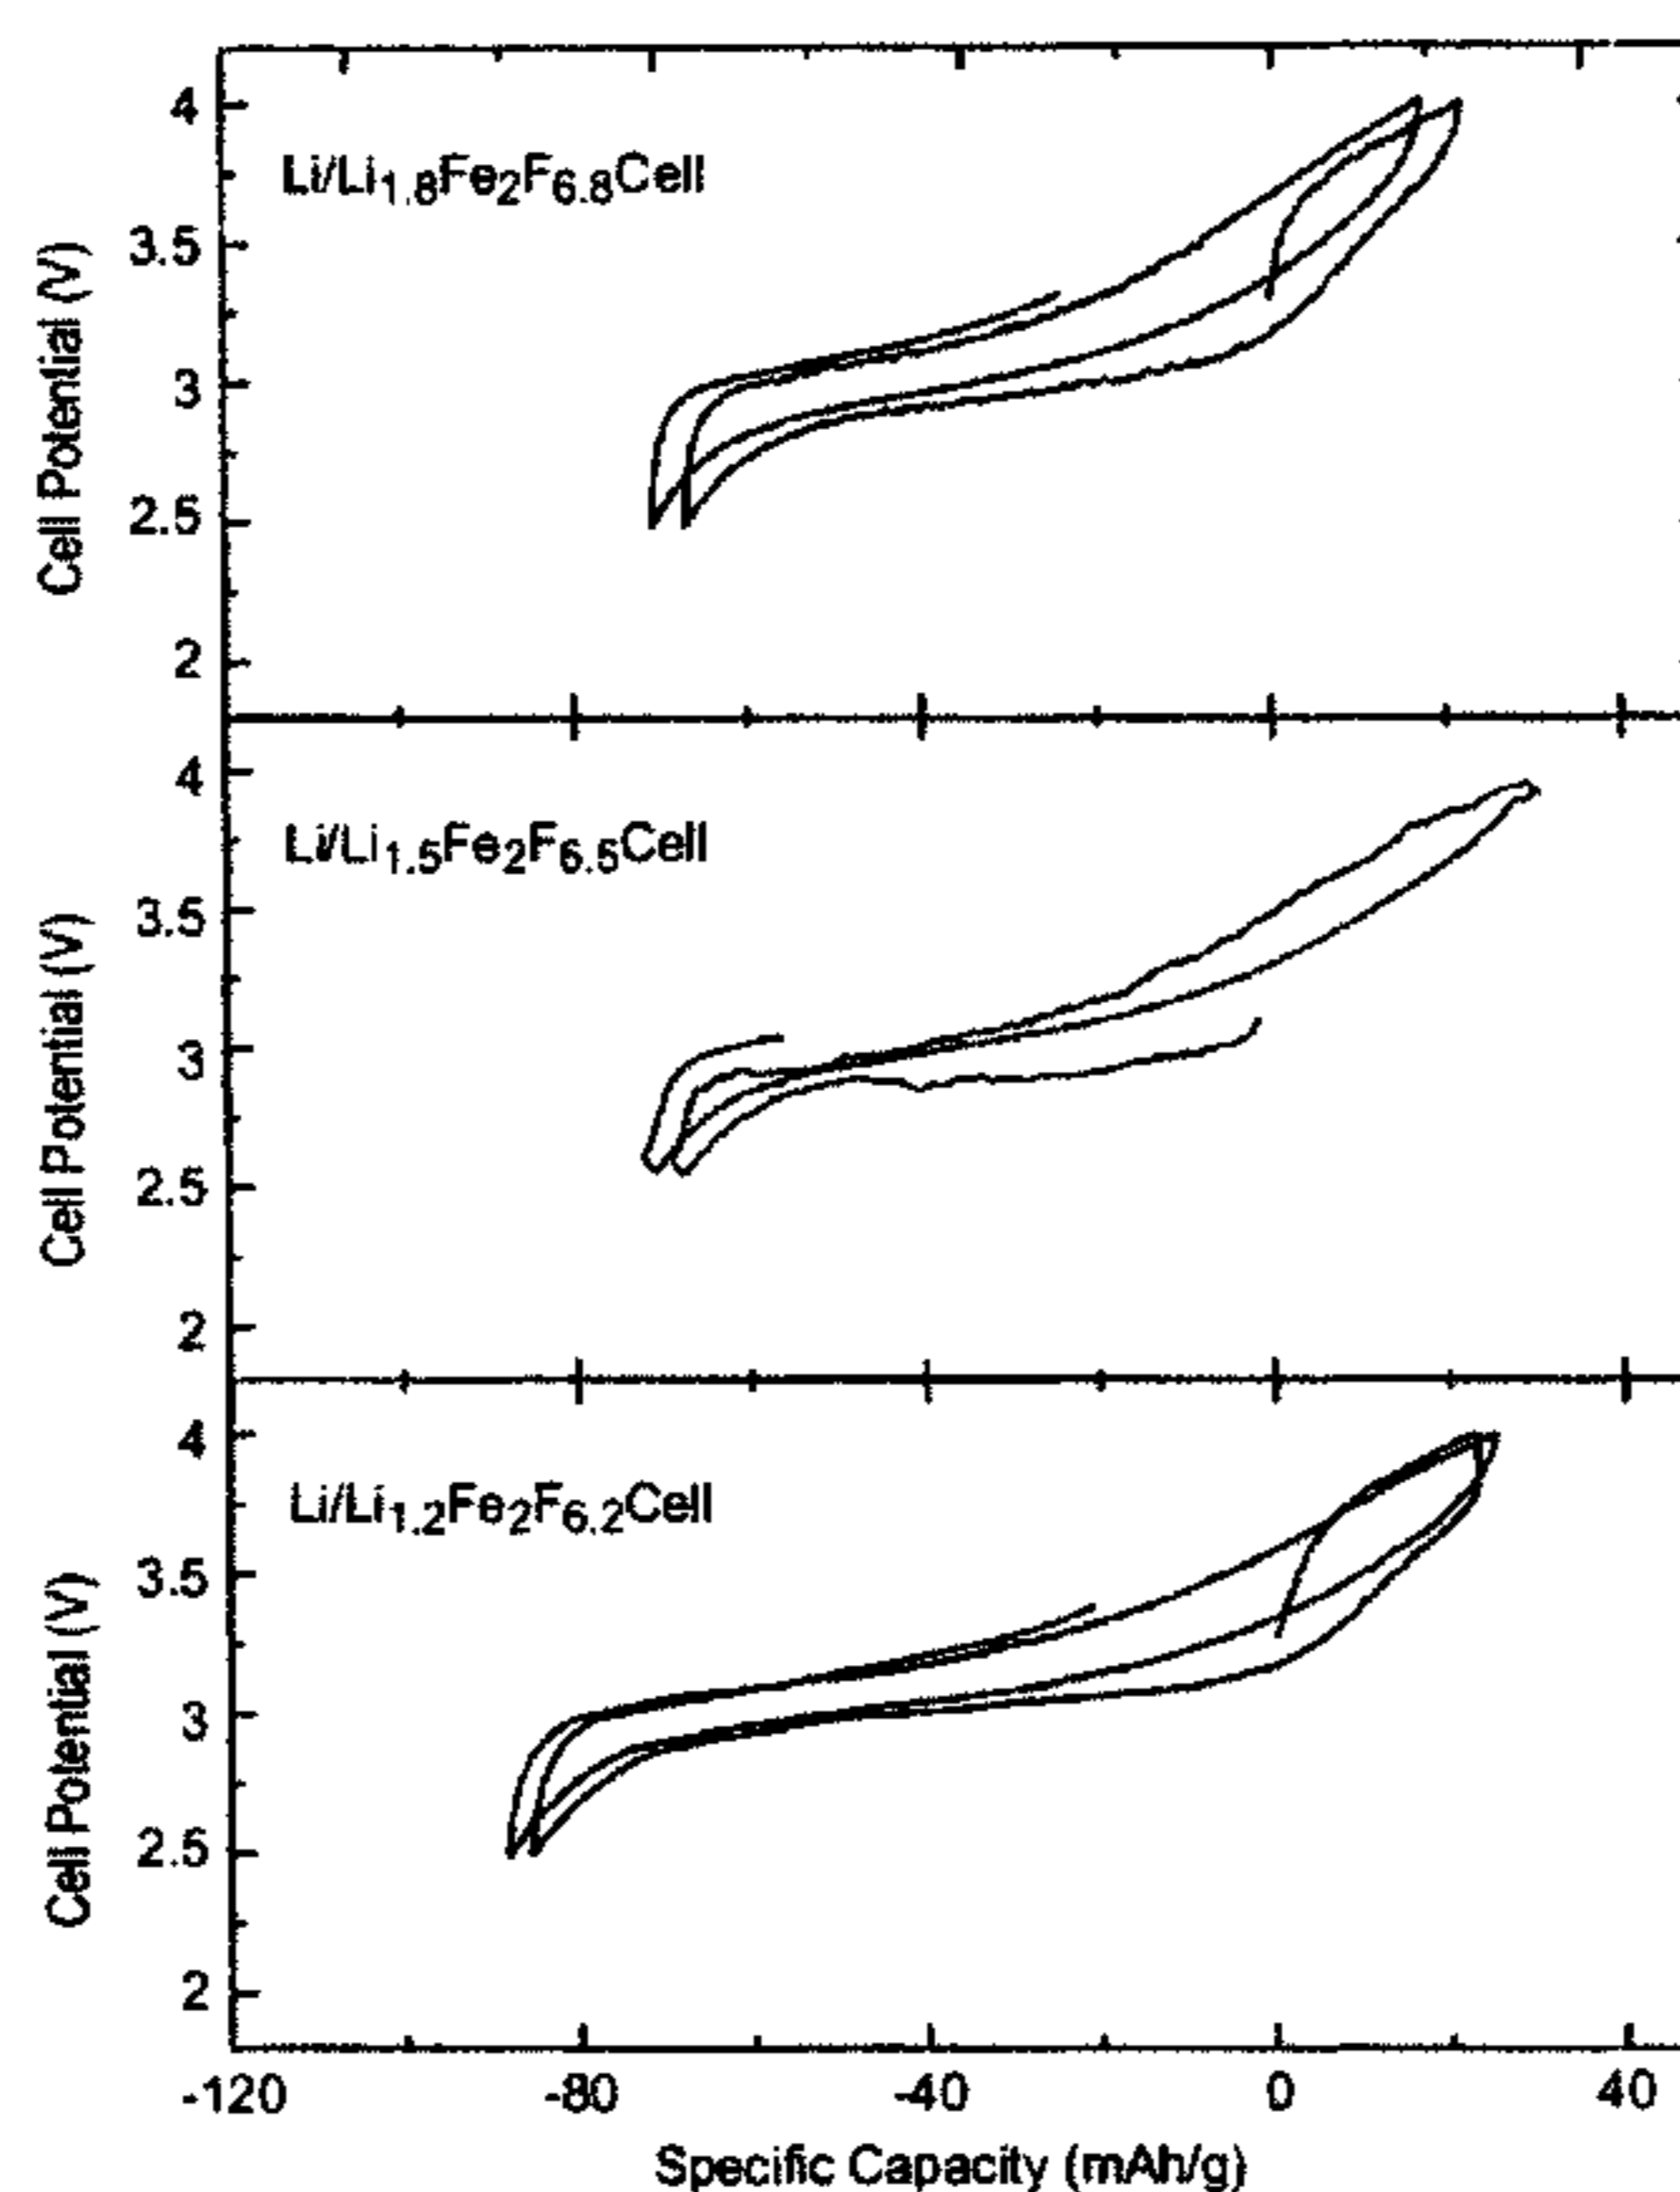 4
Li/Li1.8Fe2F6.8Cell
3.5
3
2.5
2
Cell Potential (V)
4
Li/Li1.5Fe2F6.5Cell
3.5
3
2.5
2
Cell Potential (V)
4
Li/Li1.2Fe2F6.2Cell
3.5
3
2.5
2
Cell Potential (V)
-120 -80 -40 0 40
Specific Capacity (mAh/g)